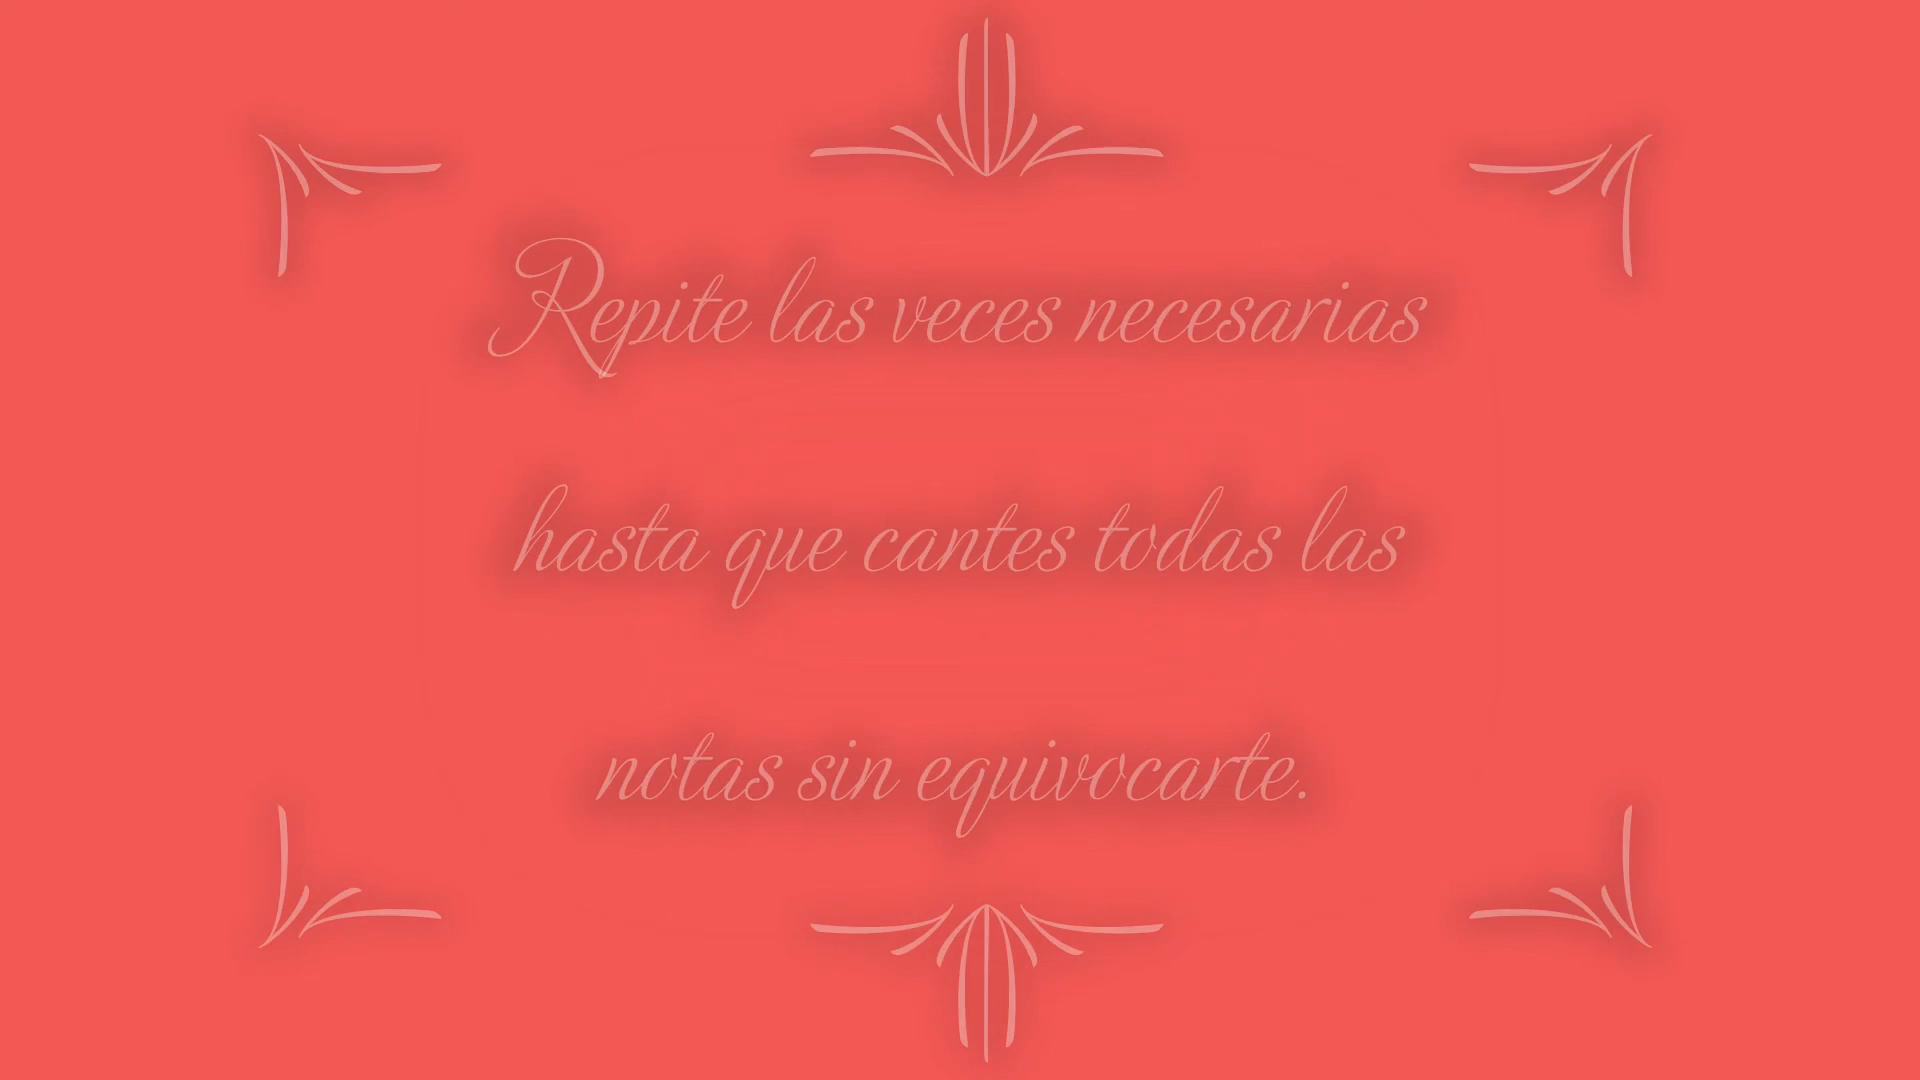 Repite las veces necesarias
hasta que cantes todas las
notas sin equivocarte.